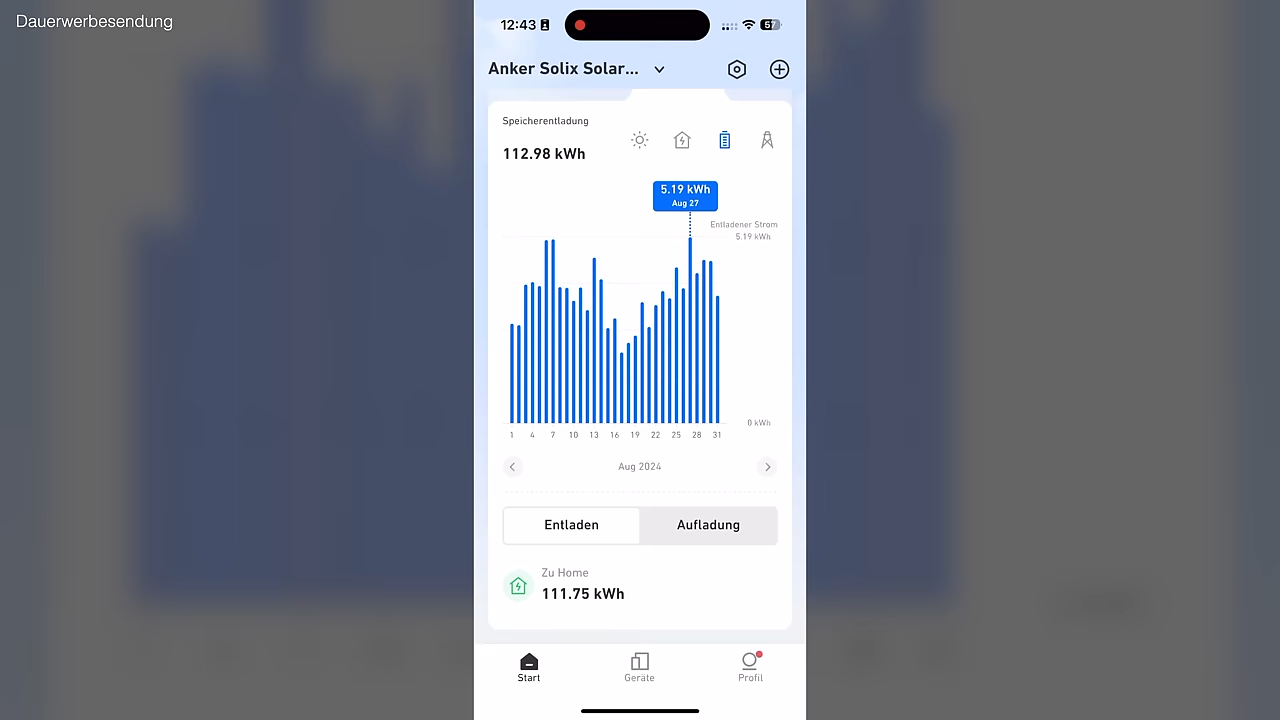 Dauerwerbesendung
12:43
57
Anker Solix Solar...
Speicherentladung
112.98 kWh
5.19 kWh
Aug 27
Entladener Strom
5.19 kWh
0 kWh
1 4 7 10 13 16 19 22 25 28 31
Aug 2024
Entladen Aufladung
Zu Home
111.75 kWh
Start Geräte Profil